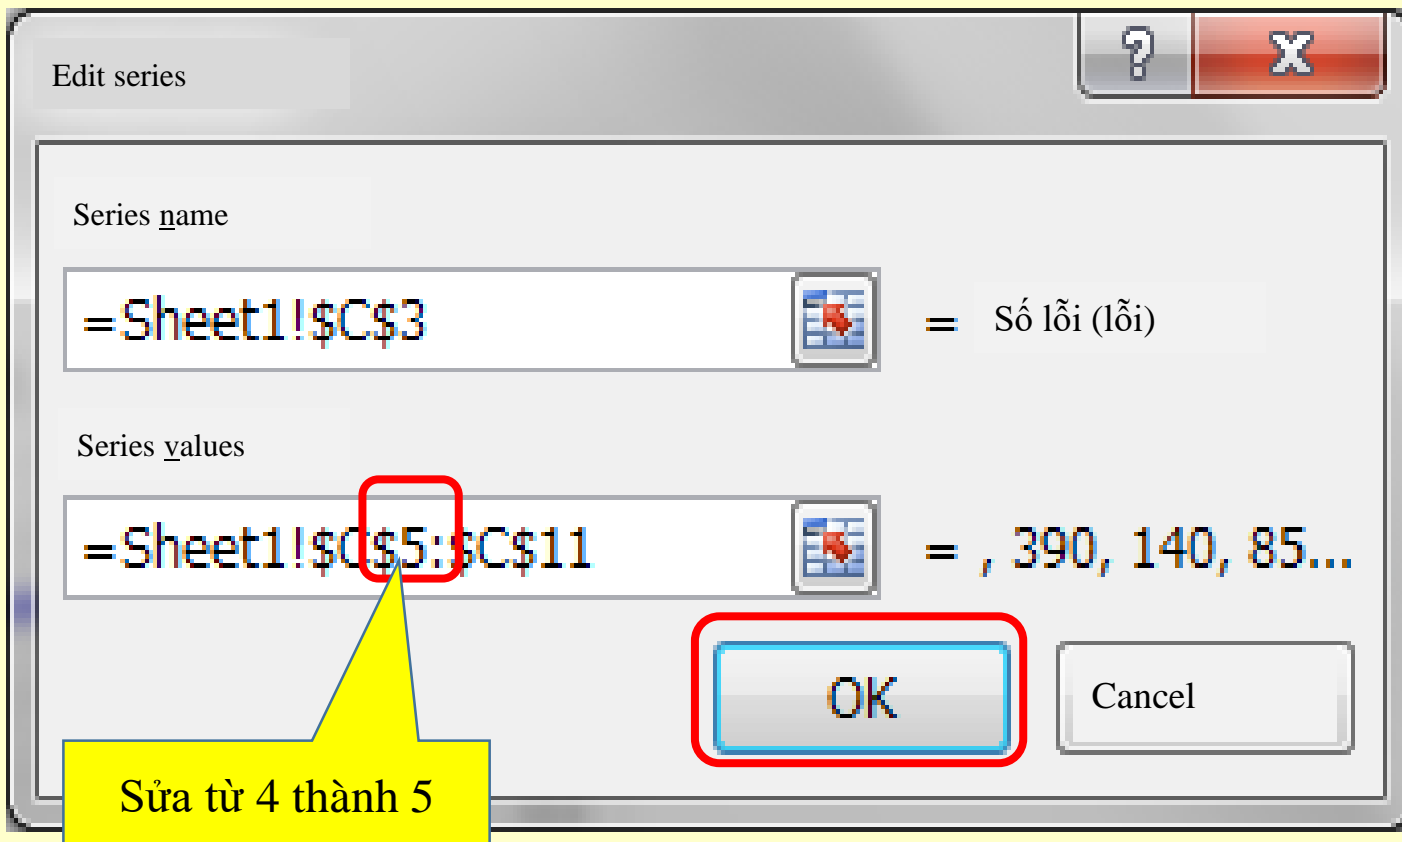 Edit series
Series name
=Sheet1!$C$3
= Số lỗi (lỗi)
Series values
=Sheet1!$C$5:$C$11
= , 390, 140, 85...
OK
Cancel
Sửa từ 4 thành 5